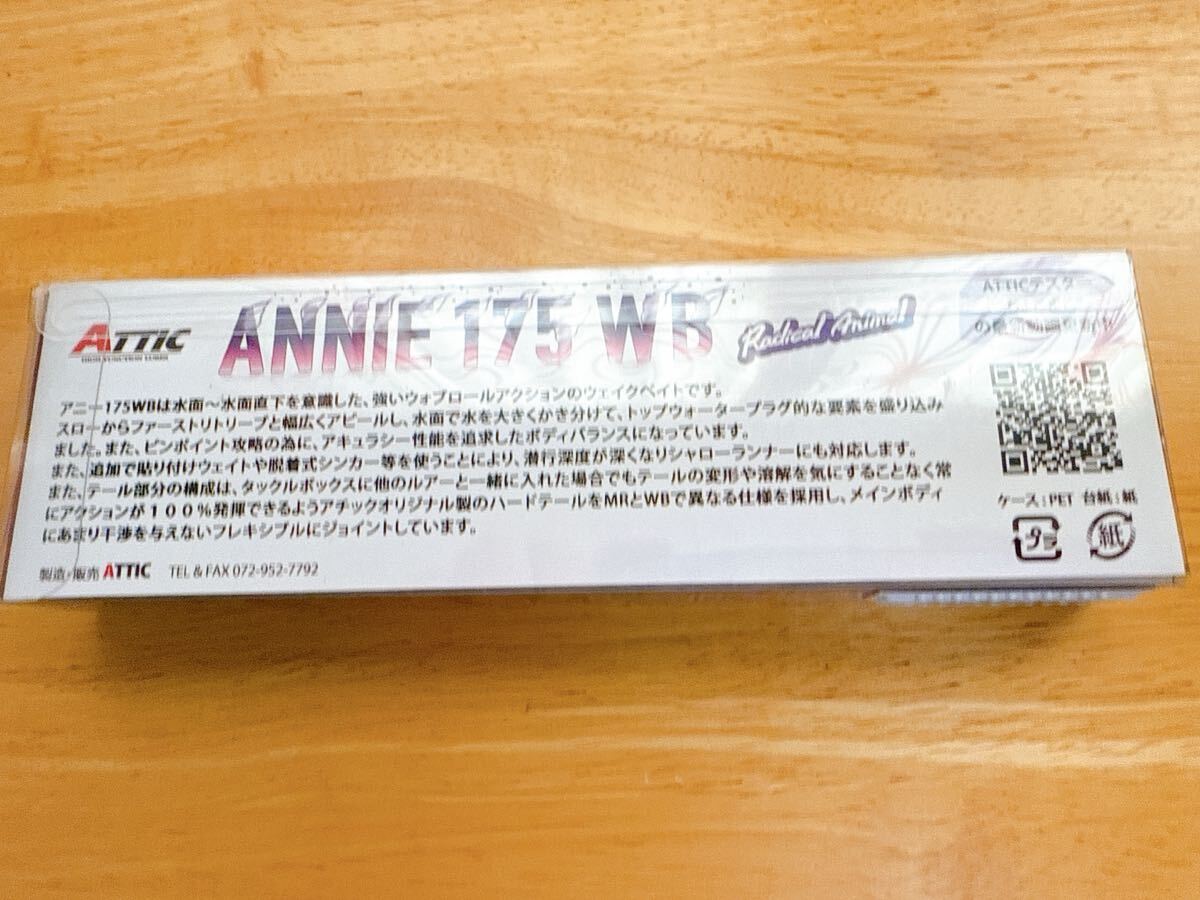 ATTIC
HIGH FUNCTION LURES
ANNIE 175 WB
Radical Animal
ATTICテスター
アニー175WBは水面～水面直下を意識した、強いウォブロールアクションのウェイクベイトです。
スローからファーストリトリーブと幅広くアピールし、水面で水を大きくかき分けて、トップウォータープラグ的な要素を盛り込み
ました。また、ピンポイント攻略の為に、アキュラシー性能を追求したボディバランスになっています。
また、追加で貼り付けウェイトや脱着式シンカー等を使うことにより、潜行深度が深くなりシャローランナーにも対応します。
また、テール部分の構成は、タックルボックスに他のルアーと一緒に入れた場合でもテールの変形や溶解を気にすることなく常
にアクションが１００％発揮できるようアチックオリジナル製のハードテールをMRとWBで異なる仕様を採用し、メインボディ
にあまり干渉を与えないフレキシブルにジョイントしています。
ケース:PET 台紙:紙
プラ
紙
製造・販売 ATTIC TEL & FAX 072-952-7792